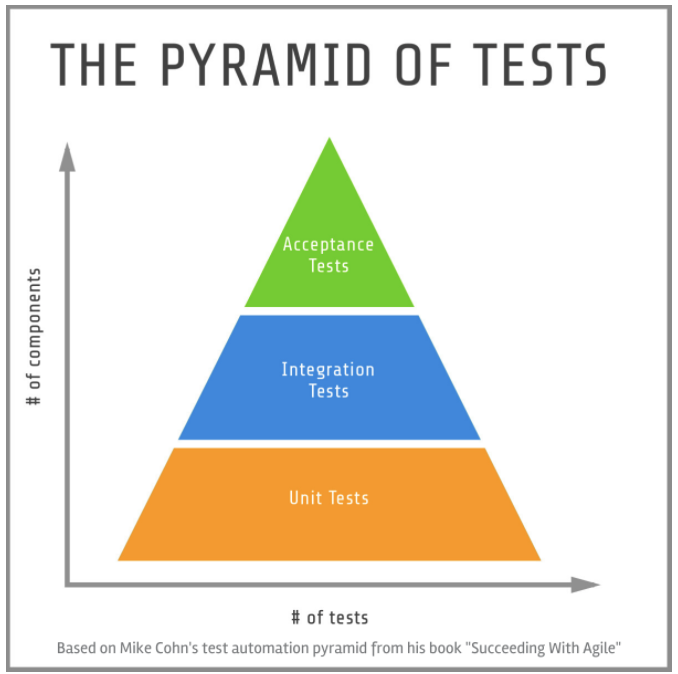 THE PYRAMID OF TESTS
Acceptance
Tests
# of components
Integration
Tests
Unit Tests
# of tests
Based on Mike Cohn's test automation pyramid from his book "Succeeding With Agile"